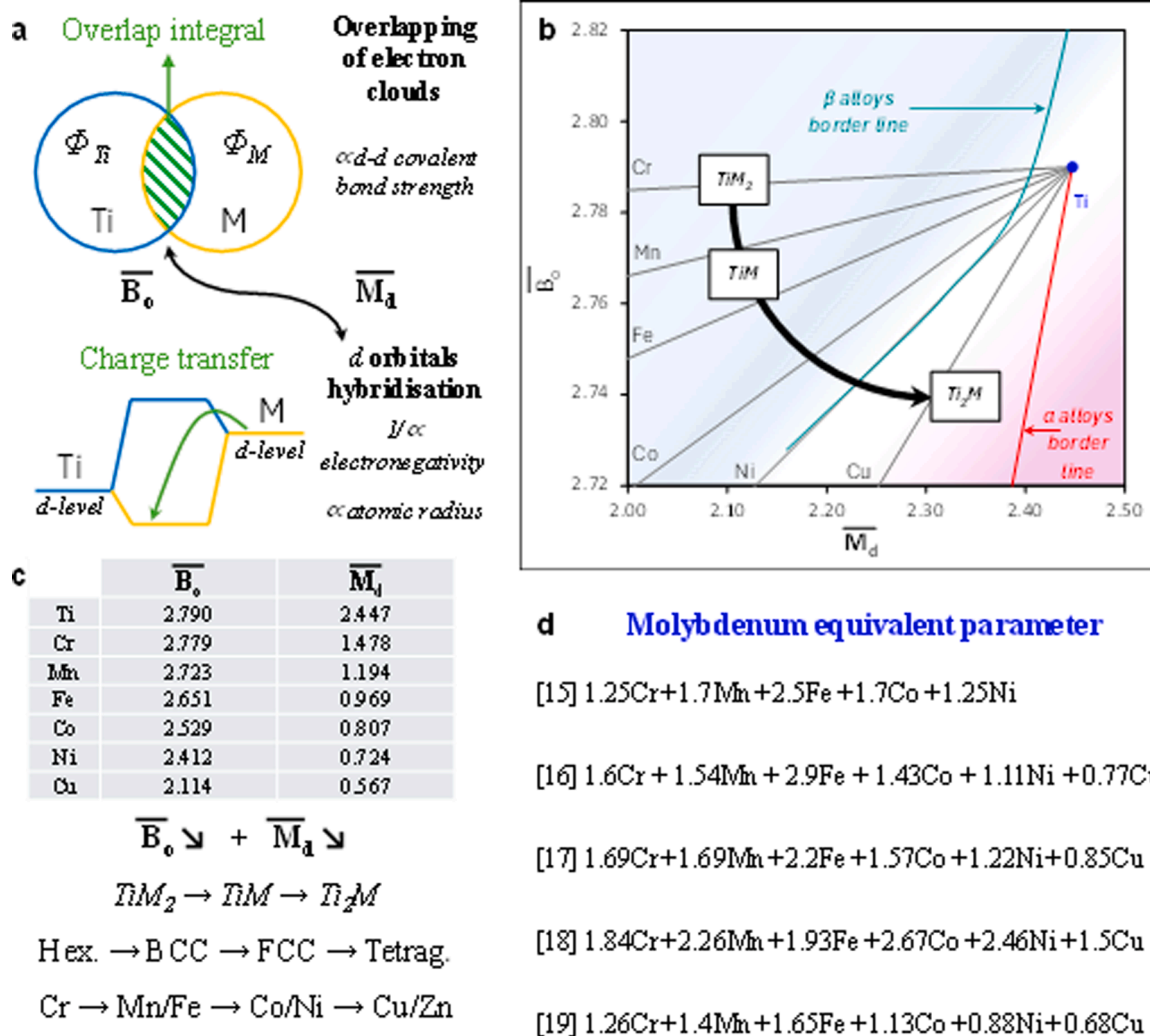 a
Overlap integral
Φ Ti
Φ M
Ti
M
Overlapping
of electron
clouds
∝d-d covalent
bond strength
B̅o
M̅d
Charge transfer
Ti
d-level
M
d-level
d orbitals
hybridisation
1/∝
electronegativity
∝atomic radius
b
2.82
2.80
2.78
2.76
2.74
2.72
B̅o
2.00 2.10 2.20 2.30 2.40 2.50
M̅d
β alloys
border line
Cr
Mn
Fe
Co
Ni
Cu
Ti
TiM₂
TiM
Ti₂M
α alloys
border
line
c
B̅o M̅d
Ti 2.790 2.447
Cr 2.779 1.478
Mn 2.723 1.194
Fe 2.651 0.969
Co 2.529 0.807
Ni 2.412 0.724
Cu 2.114 0.567
B̅o ↘ + M̅d ↘
TiM₂ → TiM → Ti₂M
Hex. → BCC → FCC → Tetrag.
Cr → Mn/Fe → Co/Ni → Cu/Zn
d
Molybdenum equivalent parameter
[15] 1.25Cr+1.7Mn+2.5Fe+1.7Co+1.25Ni
[16] 1.6Cr + 1.54Mn + 2.9Fe + 1.43Co + 1.11Ni +0.77C
[17] 1.69Cr+1.69Mn+2.2Fe+1.57Co+1.22Ni+0.85Cu
[18] 1.84Cr+2.26Mn+1.93Fe+2.67Co+2.46Ni+1.5Cu
[19] 1.26Cr+1.4Mn+1.65Fe+1.13Co+0.88Ni+0.68Cu